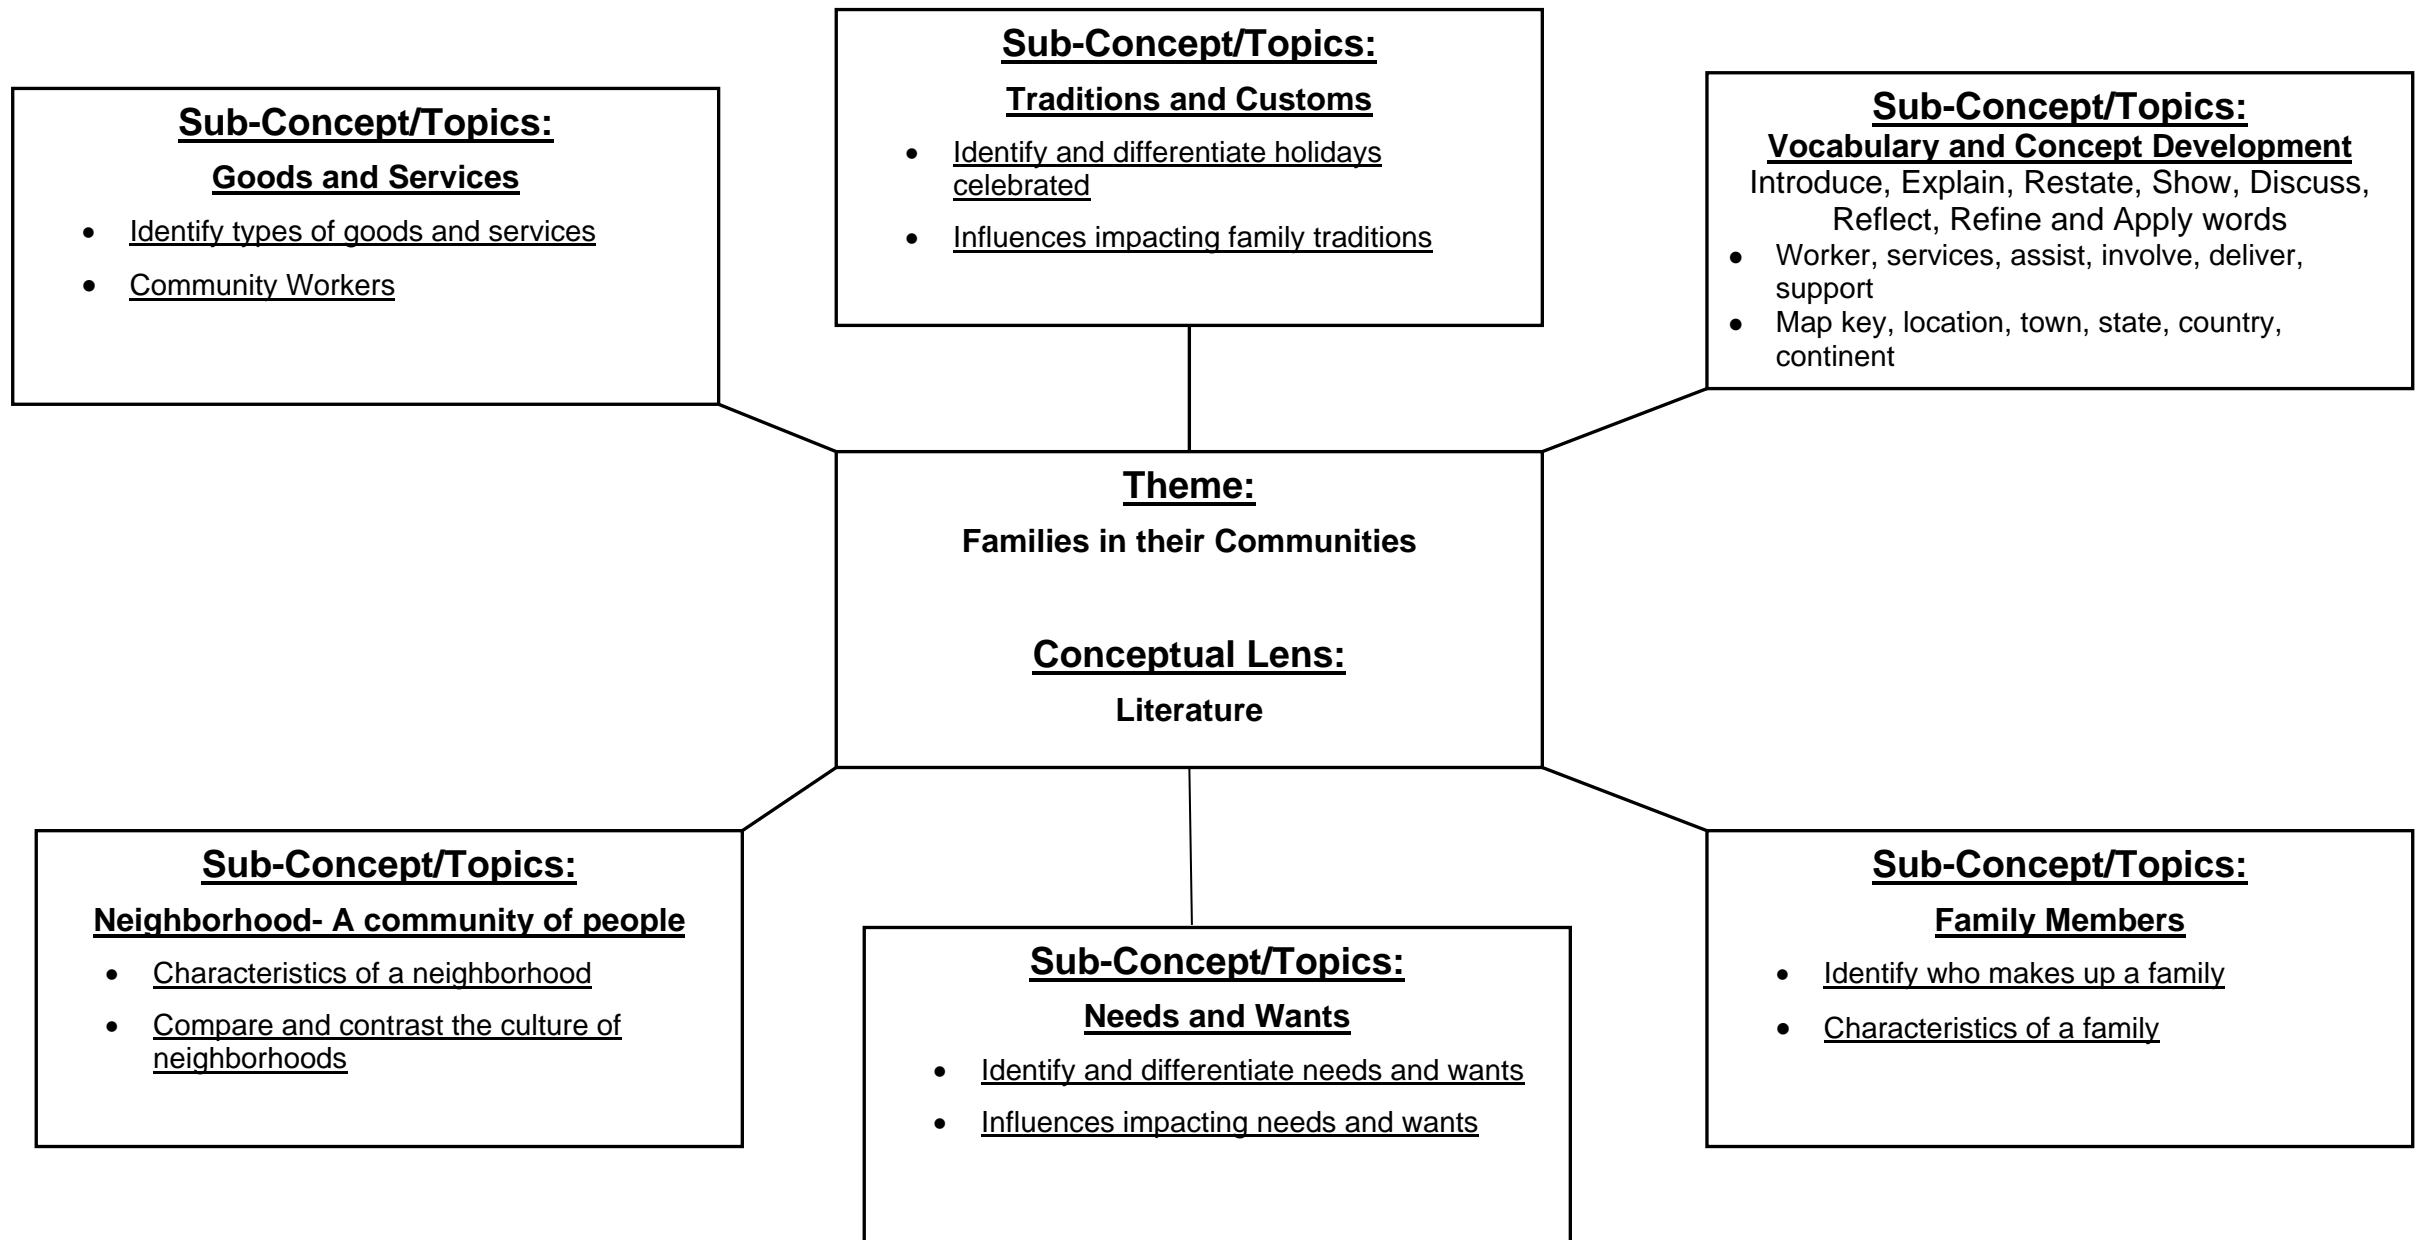 Sub-Concept/Topics:
Goods and Services
• Identify types of goods and services
• Community Workers
Sub-Concept/Topics:
Traditions and Customs
• Identify and differentiate holidays
celebrated
• Influences impacting family traditions
Sub-Concept/Topics:
Vocabulary and Concept Development
Introduce, Explain, Restate, Show, Discuss,
Reflect, Refine and Apply words
• Worker, services, assist, involve, deliver,
support
• Map key, location, town, state, country,
continent
Theme:
Families in their Communities
Conceptual Lens:
Literature
Sub-Concept/Topics:
Neighborhood- A community of people
• Characteristics of a neighborhood
• Compare and contrast the culture of
neighborhoods
Sub-Concept/Topics:
Needs and Wants
• Identify and differentiate needs and wants
• Influences impacting needs and wants
Sub-Concept/Topics:
Family Members
• Identify who makes up a family
• Characteristics of a family